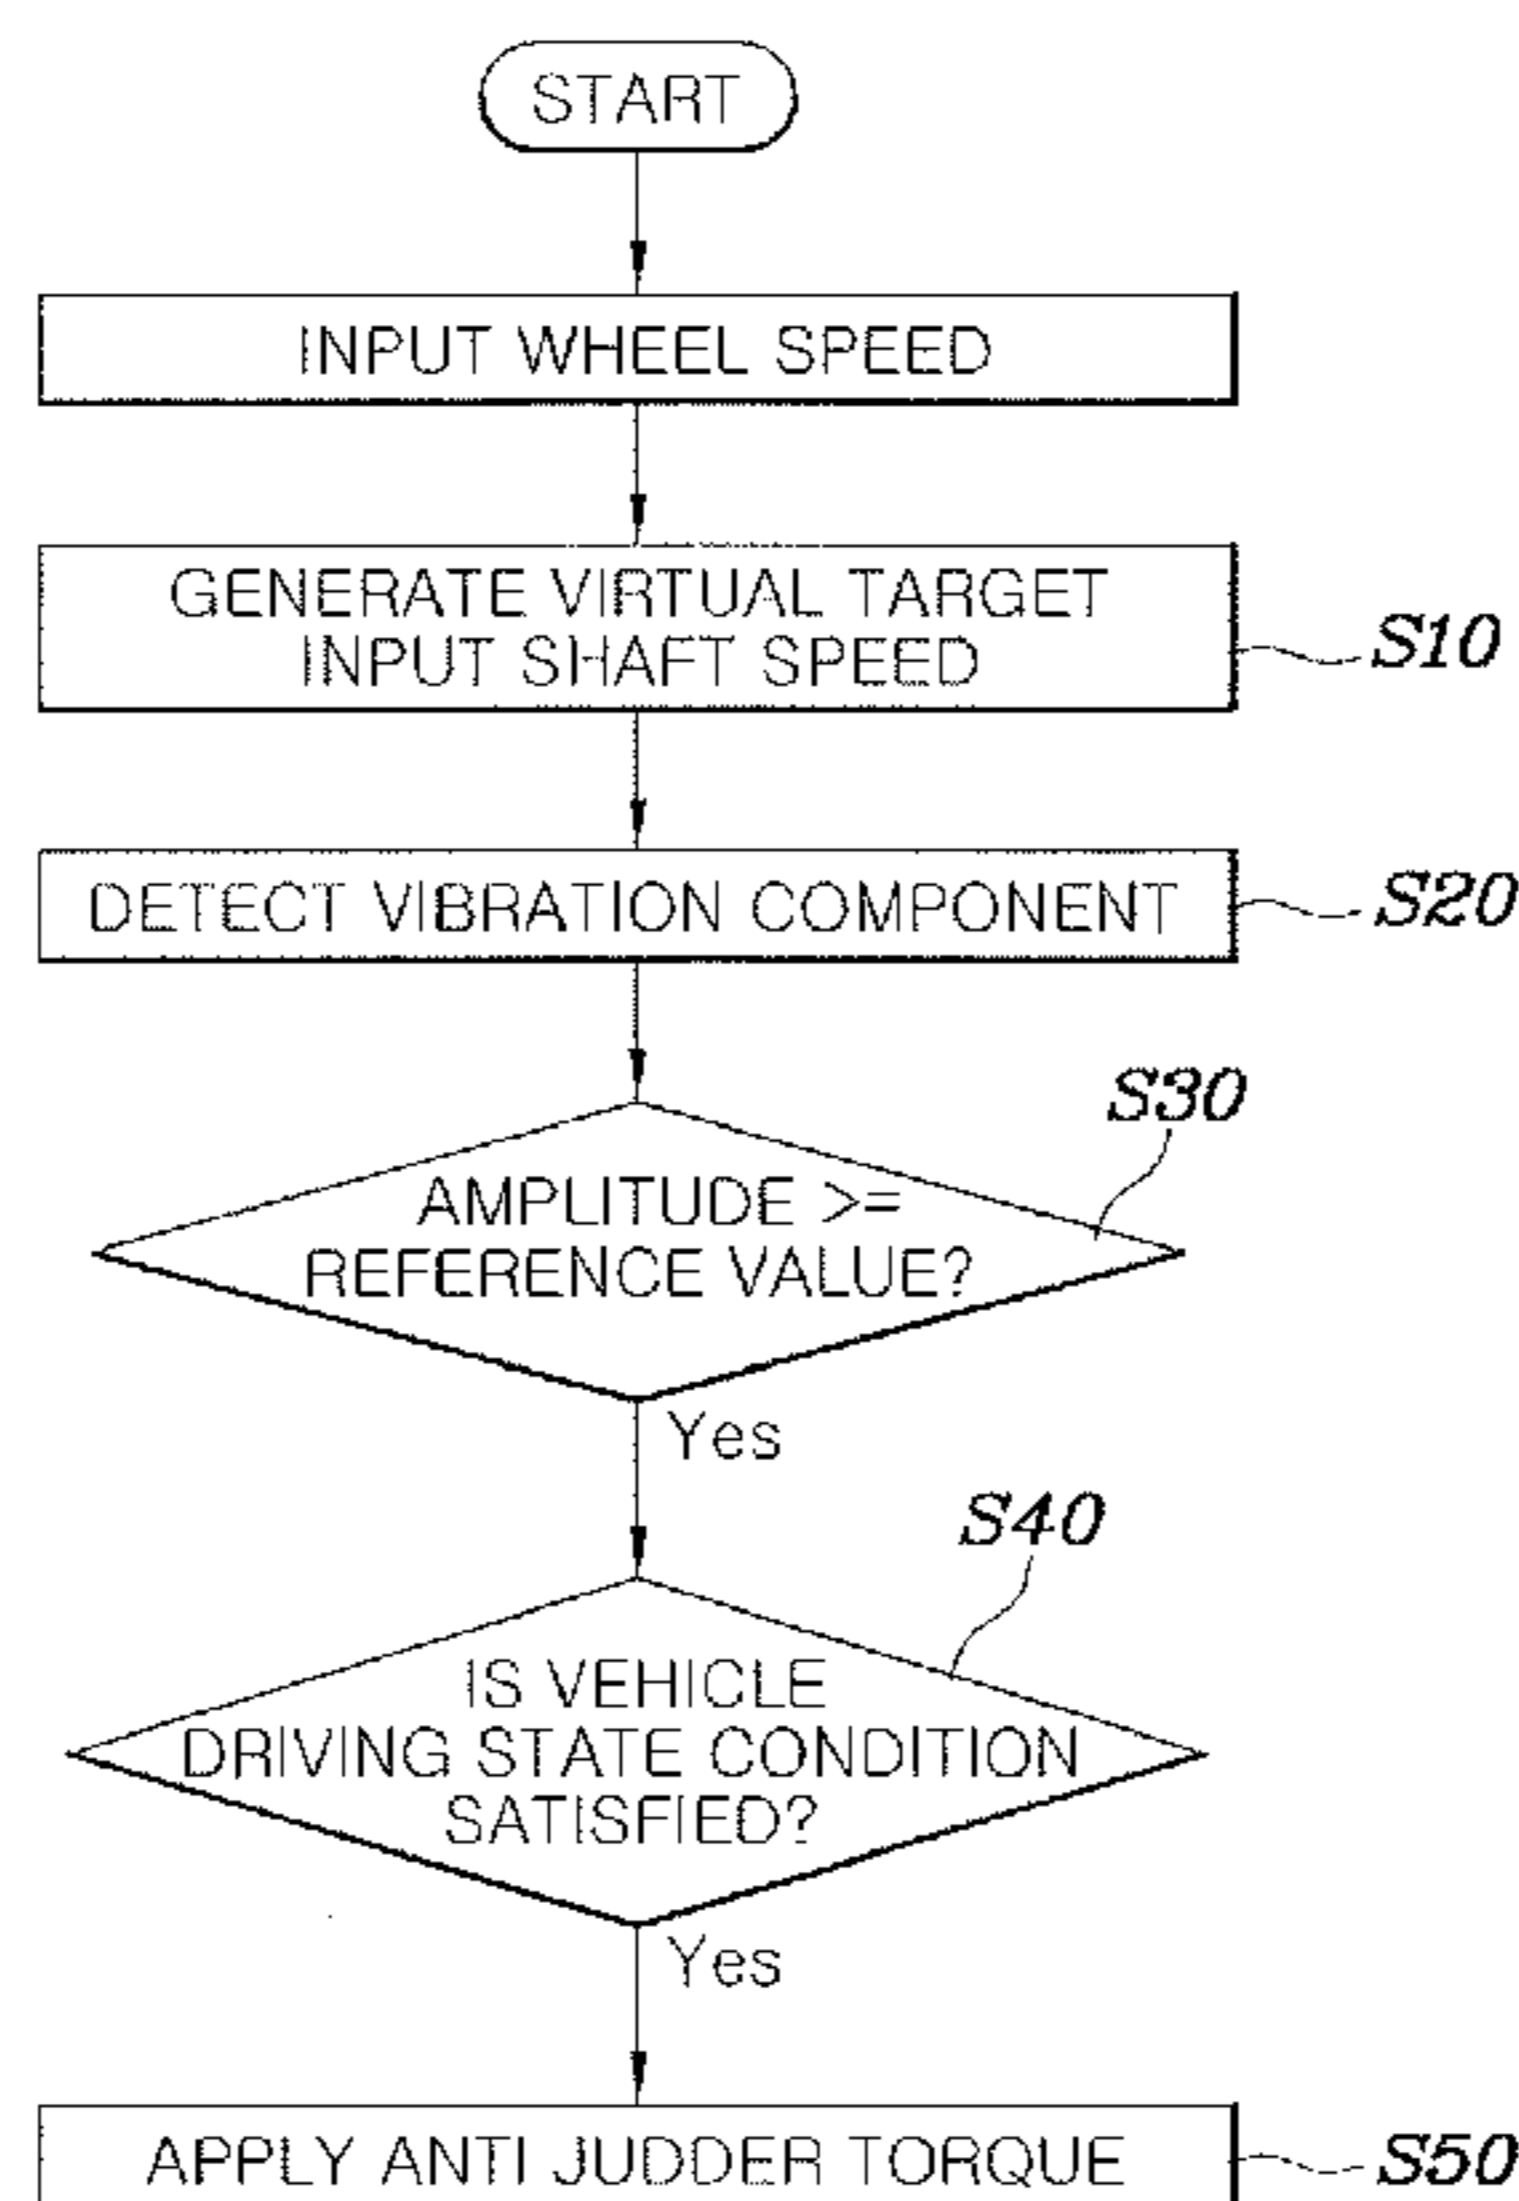 START
INPUT WHEEL SPEED
GENERATE VIRTUAL TARGET
INPUT SHAFT SPEED
S10
DETECT VIBRATION COMPONENT
S20
S30
AMPLITUDE >=
REFERENCE VALUE?
Yes
S40
IS VEHICLE
DRIVING STATE CONDITION
SATISFIED?
Yes
APPLY ANTI JUDDER TORQUE
S50